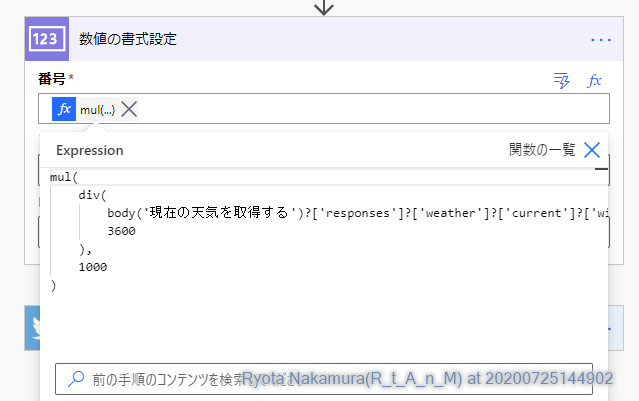 123 数値の書式設定 ...
番号 * fx
fx mul(...)
Expression 関数の一覧
mul(
div(
body('現在の天気を取得する')?['responses']?['weather']?['current']?['wi
3600
),
1000
)
前の手順のコンテンツを検索
Ryota Nakamura(R_t_A_n_M) at 20200725144902